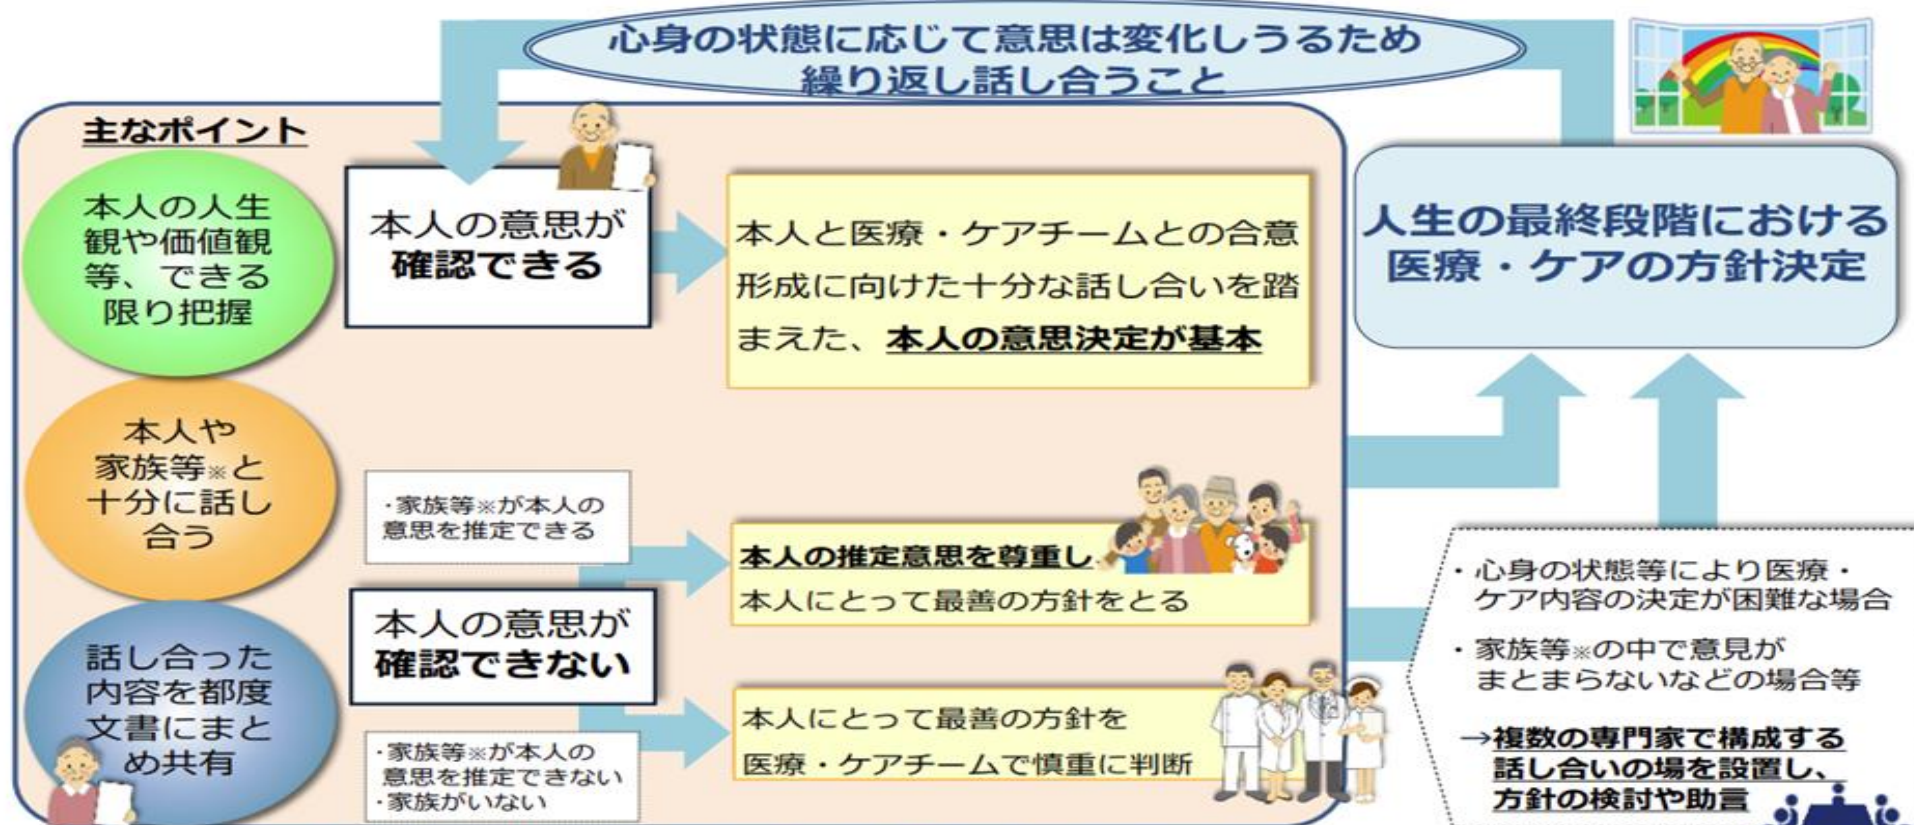 心身の状態に応じて意思は変化しうるため
繰り返し話し合うこと
主なポイント
本人の人生
観や価値観
等、できる
限り把握
本人や
家族等※と
十分に話し
合う
話し合った
内容を都度
文書にまと
め共有
本人の意思が
確認できる
本人と医療・ケアチームとの合意
形成に向けた十分な話し合いを踏
まえた、本人の意思決定が基本
・家族等※が本人の
意思を推定できる
本人の意思が
確認できない
・家族等※が本人の
意思を推定できない
・家族がいない
本人の推定意思を尊重し
本人にとって最善の方針をとる
本人にとって最善の方針を
医療・ケアチームで慎重に判断
人生の最終段階における
医療・ケアの方針決定
・心身の状態等により医療・
ケア内容の決定が困難な場合
・家族等※の中で意見が
まとまらないなどの場合等
→複数の専門家で構成する
話し合いの場を設置し、
方針の検討や助言